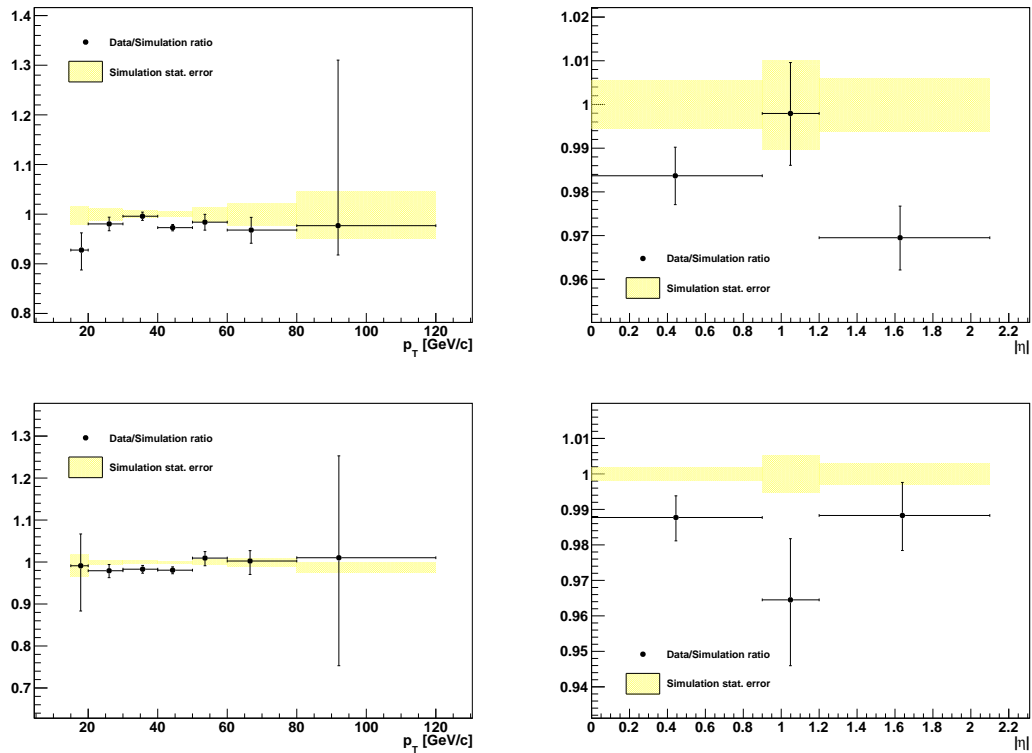 1.4
1.3
1.2
1.1
1
0.9
0.8
Data/Simulation ratio
Simulation stat. error
20 40 60 80 100 120
p_T [GeV/c]
1.02
1.01
1
0.99
0.98
0.97
0.96
Data/Simulation ratio
Simulation stat. error
0 0.2 0.4 0.6 0.8 1 1.2 1.4 1.6 1.8 2 2.2
|η|
1.3
1.2
1.1
1
0.9
0.8
0.7
Data/Simulation ratio
Simulation stat. error
20 40 60 80 100 120
p_T [GeV/c]
1.01
1
0.99
0.98
0.97
0.96
0.95
0.94
Data/Simulation ratio
Simulation stat. error
0 0.2 0.4 0.6 0.8 1 1.2 1.4 1.6 1.8 2 2.2
|η|